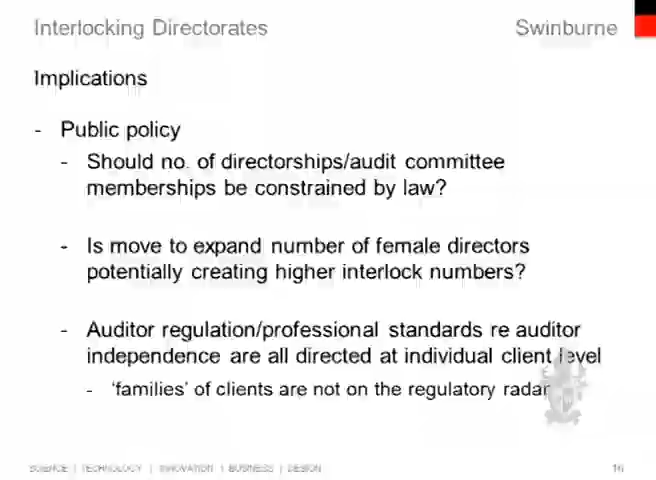 Interlocking Directorates
Swinburne
Implications
- Public policy
- Should no. of directorships/audit committee
memberships be constrained by law?
- Is move to expand number of female directors
potentially creating higher interlock numbers?
- Auditor regulation/professional standards re auditor
independence are all directed at individual client level
- ‘families’ of clients are not on the regulatory radar
SCIENCE | TECHNOLOGY | INNOVATION | BUSINESS | DESIGN